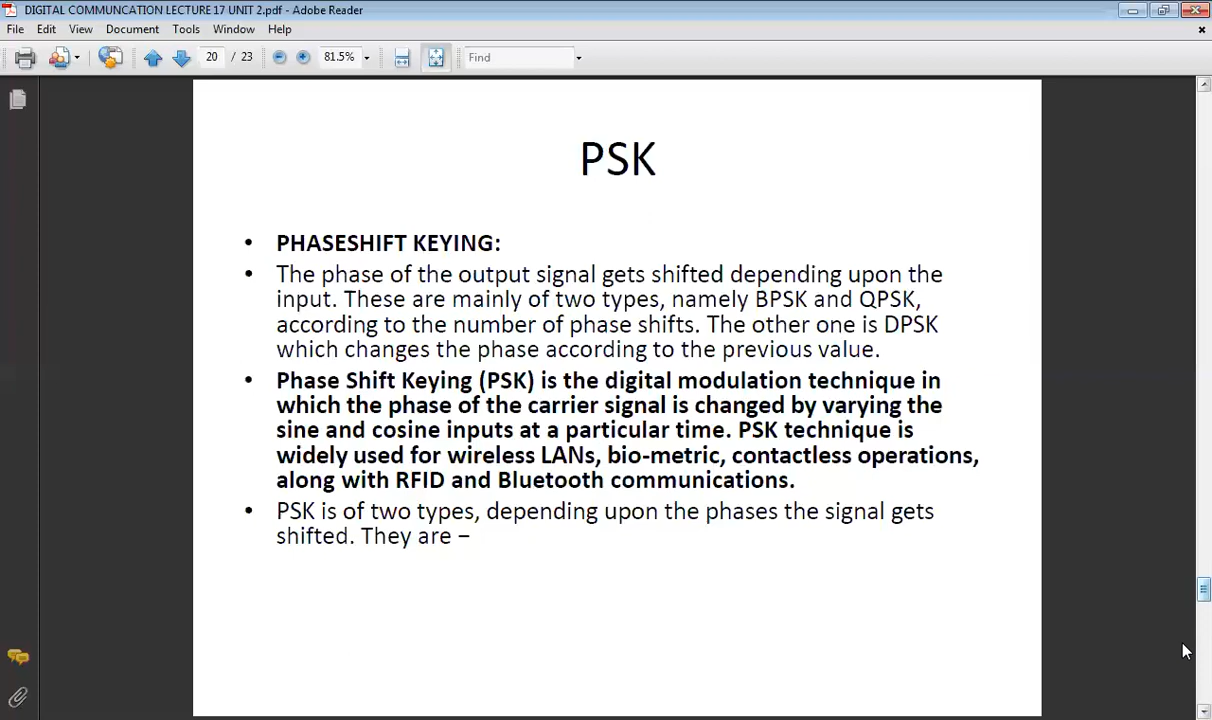 DIGITAL COMMUNCATION LECTURE 17 UNIT 2.pdf - Adobe Reader
File Edit View Document Tools Window Help
20 / 23 81.5% Find
PSK
• PHASESHIFT KEYING:
• The phase of the output signal gets shifted depending upon the
input. These are mainly of two types, namely BPSK and QPSK,
according to the number of phase shifts. The other one is DPSK
which changes the phase according to the previous value.
• Phase Shift Keying (PSK) is the digital modulation technique in
which the phase of the carrier signal is changed by varying the
sine and cosine inputs at a particular time. PSK technique is
widely used for wireless LANs, bio-metric, contactless operations,
along with RFID and Bluetooth communications.
• PSK is of two types, depending upon the phases the signal gets
shifted. They are −